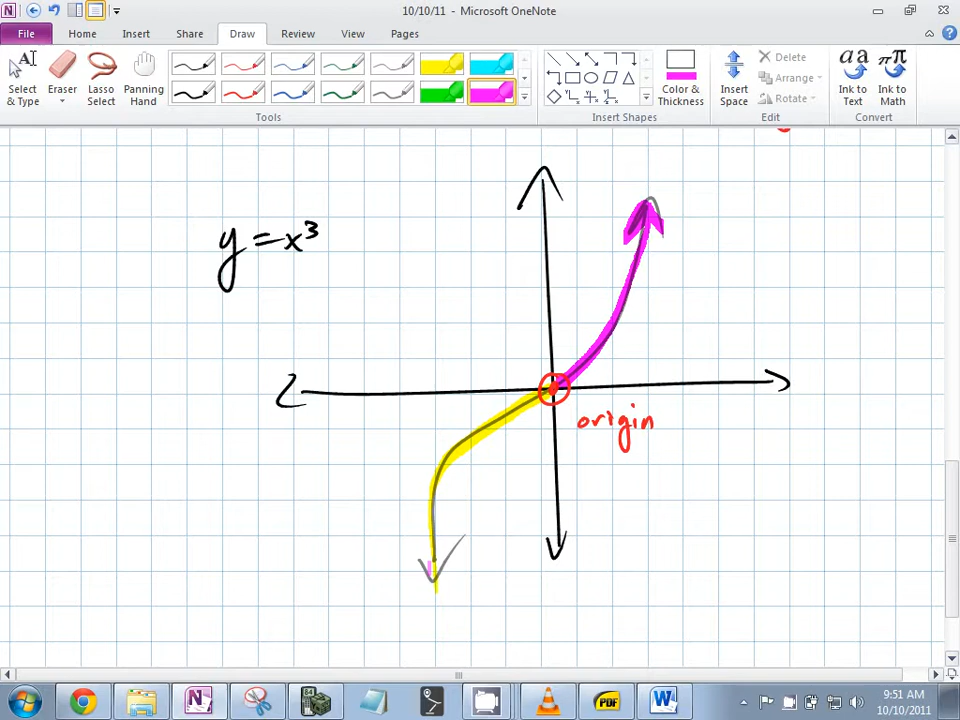 10/10/11 - Microsoft OneNote
File Home Insert Share Draw Review View Pages
Select & Type
Eraser
Lasso Select
Panning Hand
Color & Thickness
Insert Space
Delete
Arrange
Rotate
Ink to Text
Ink to Math
Tools
Insert Shapes
Edit
Convert
y = x³
origin
PDF
W
9:51 AM
10/10/2011